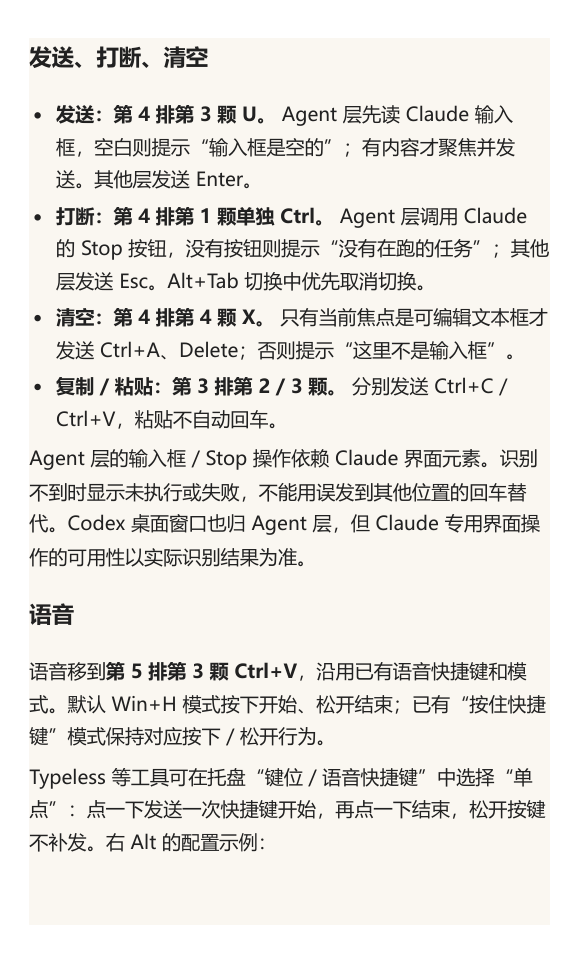 发送、打断、清空
• 发送：第 4 排第 3 颗 U。 Agent 层先读 Claude 输入
框，空白则提示“输入框是空的”；有内容才聚焦并发
送。其他层发送 Enter。
• 打断：第 4 排第 1 颗单独 Ctrl。 Agent 层调用 Claude
的 Stop 按钮，没有按钮则提示“没有在跑的任务”；其他
层发送 Esc。Alt+Tab 切换中优先取消切换。
• 清空：第 4 排第 4 颗 X。 只有当前焦点是可编辑文本框才
发送 Ctrl+A、Delete；否则提示“这里不是输入框”。
• 复制 / 粘贴：第 3 排第 2 / 3 颗。 分别发送 Ctrl+C /
Ctrl+V，粘贴不自动回车。
Agent 层的输入框 / Stop 操作依赖 Claude 界面元素。识别
不到时显示未执行或失败，不能用误发到其他位置的回车替
代。Codex 桌面窗口也归 Agent 层，但 Claude 专用界面操
作的可用性以实际识别结果为准。
语音
语音移到第 5 排第 3 颗 Ctrl+V，沿用已有语音快捷键和模
式。默认 Win+H 模式按下开始、松开结束；已有“按住快捷
键”模式保持对应按下 / 松开行为。
Typeless 等工具可在托盘“键位 / 语音快捷键”中选择“单
点”：点一下发送一次快捷键开始，再点一下结束，松开按键
不补发。右 Alt 的配置示例：